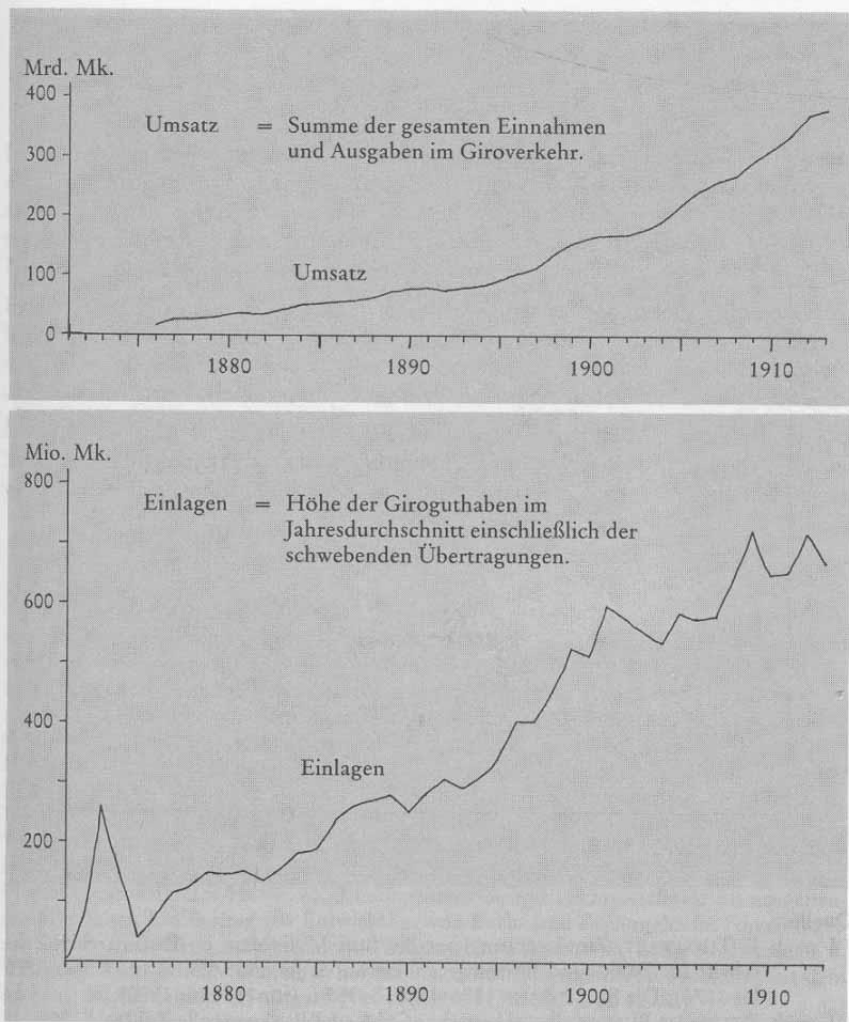 Mrd. Mk.
400
Umsatz = Summe der gesamten Einnahmen
und Ausgaben im Giroverkehr.
300
200
100
Umsatz
0
1880 1890 1900 1910
Mio. Mk.
800
Einlagen = Höhe der Giroguthaben im
Jahresdurchschnitt einschließlich der
schwebenden Übertragungen.
600
400
Einlagen
200
1880 1890 1900 1910